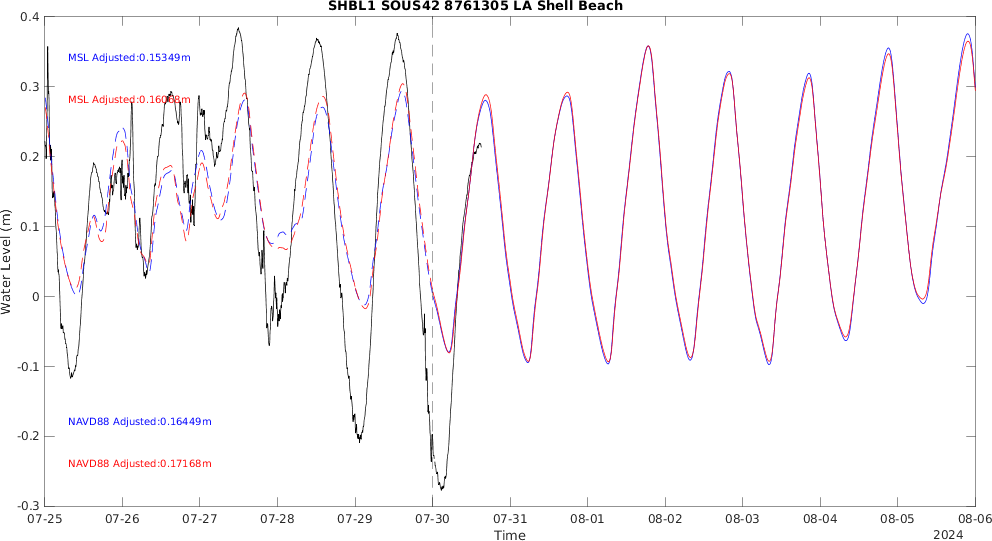 SHBL1 SOUS42 8761305 LA Shell Beach
Water Level (m)
0.4
0.3
0.2
0.1
0
-0.1
-0.2
-0.3
MSL Adjusted:0.15349m
MSL Adjusted:0.16068m
NAVD88 Adjusted:0.16449m
NAVD88 Adjusted:0.17168m
07-25 07-26 07-27 07-28 07-29 07-30 07-31 08-01 08-02 08-03 08-04 08-05 08-06
Time
2024